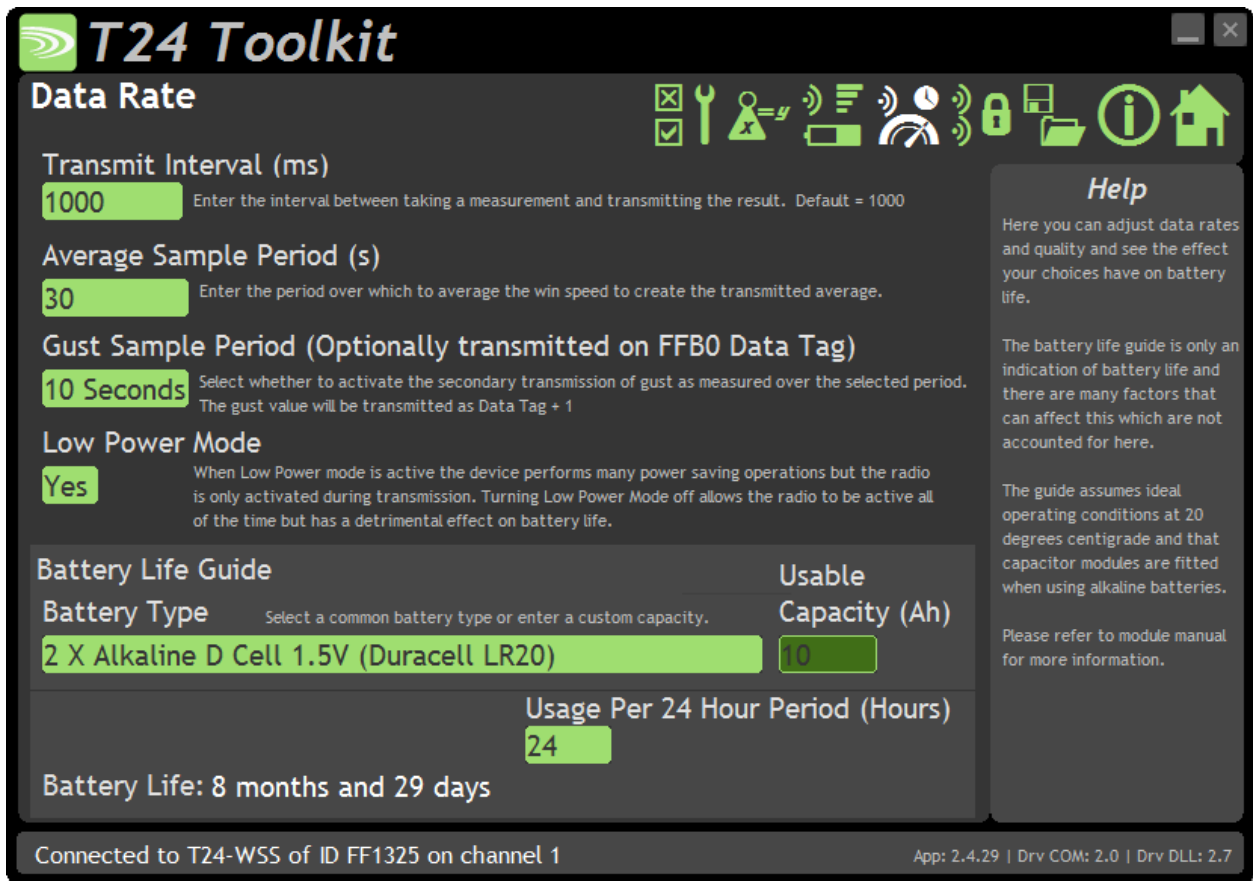 T24 Toolkit
Data Rate
x=y
Transmit Interval (ms)
1000
Enter the interval between taking a measurement and transmitting the result. Default = 1000
Average Sample Period (s)
30
Enter the period over which to average the win speed to create the transmitted average.
Gust Sample Period (Optionally transmitted on FFB0 Data Tag)
10 Seconds
Select whether to activate the secondary transmission of gust as measured over the selected period.
The gust value will be transmitted as Data Tag + 1
Low Power Mode
Yes
When Low Power mode is active the device performs many power saving operations but the radio
is only activated during transmission. Turning Low Power Mode off allows the radio to be active all
of the time but has a detrimental effect on battery life.
Battery Life Guide
Usable
Capacity (Ah)
Battery Type
Select a common battery type or enter a custom capacity.
2 X Alkaline D Cell 1.5V (Duracell LR20)
10
Usage Per 24 Hour Period (Hours)
24
Battery Life: 8 months and 29 days
Help
Here you can adjust data rates
and quality and see the effect
your choices have on battery
life.
The battery life guide is only an
indication of battery life and
there are many factors that
can affect this which are not
accounted for here.
The guide assumes ideal
operating conditions at 20
degrees centigrade and that
capacitor modules are fitted
when using alkaline batteries.
Please refer to module manual
for more information.
Connected to T24-WSS of ID FF1325 on channel 1
App: 2.4.29 | Drv COM: 2.0 | Drv DLL: 2.7